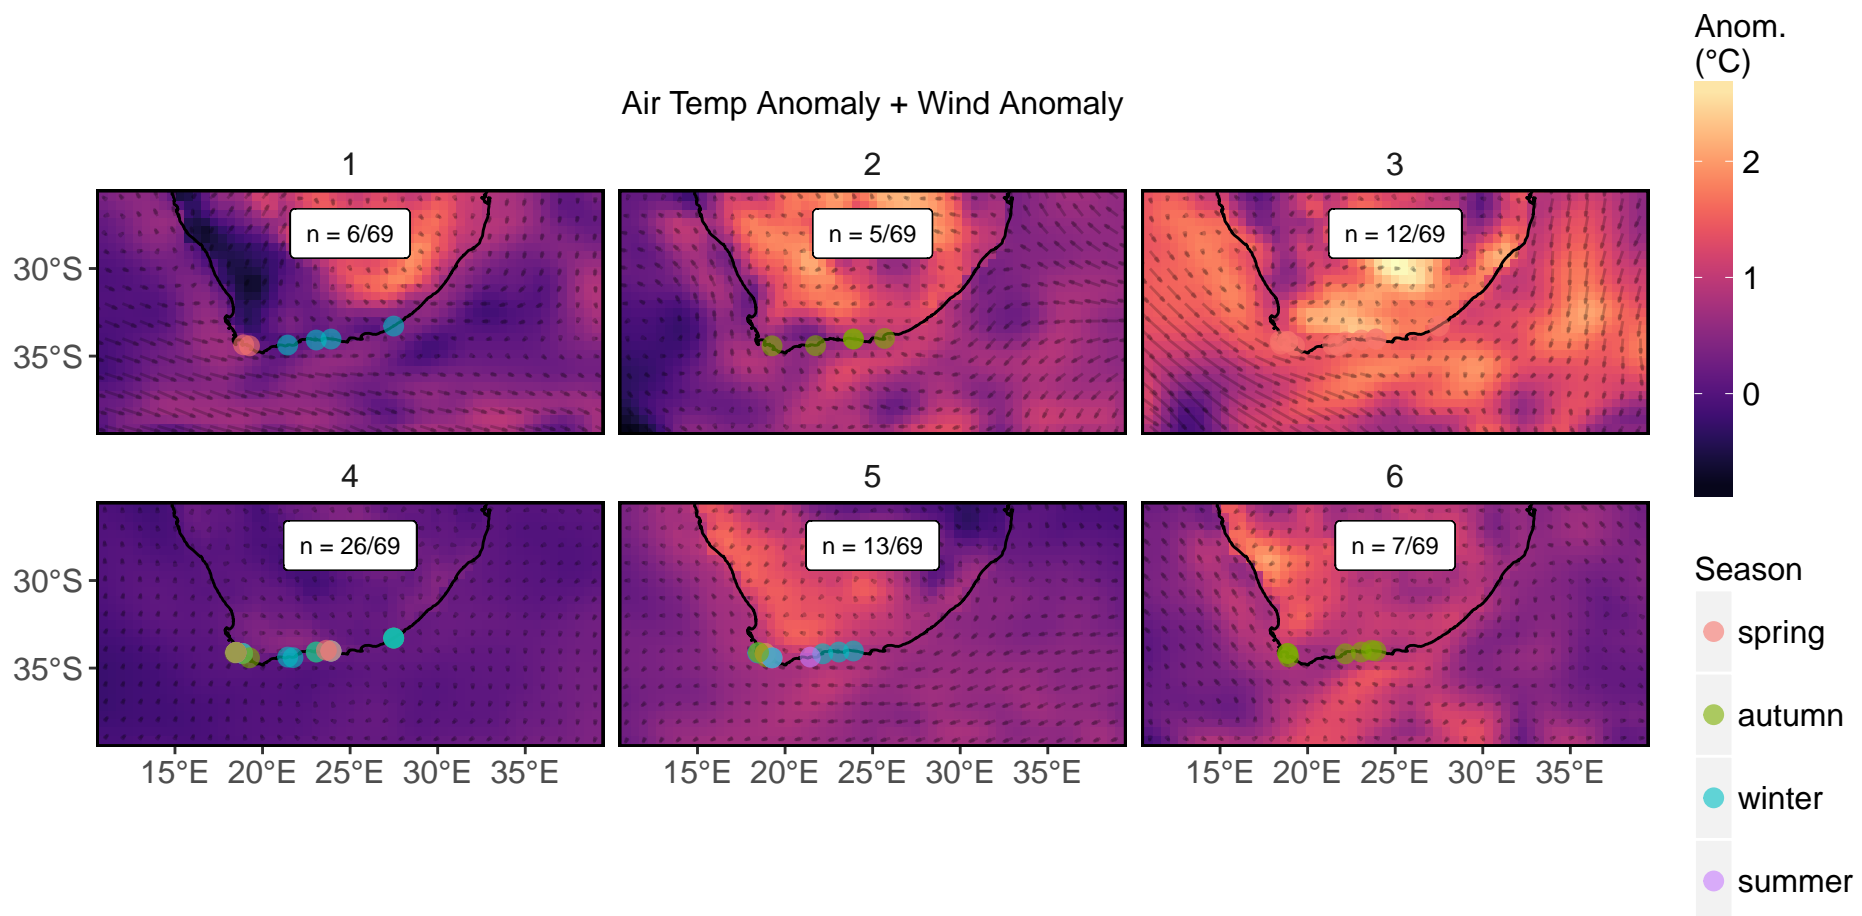 Air Temp Anomaly + Wind Anomaly
1
2
3
n = 6/69
n = 5/69
n = 12/69
30°S
35°S
4
5
6
n = 26/69
n = 13/69
n = 7/69
30°S
35°S
15°E 20°E 25°E 30°E 35°E
15°E 20°E 25°E 30°E 35°E
15°E 20°E 25°E 30°E 35°E
Anom.
(°C)
2
1
0
Season
spring
autumn
winter
summer